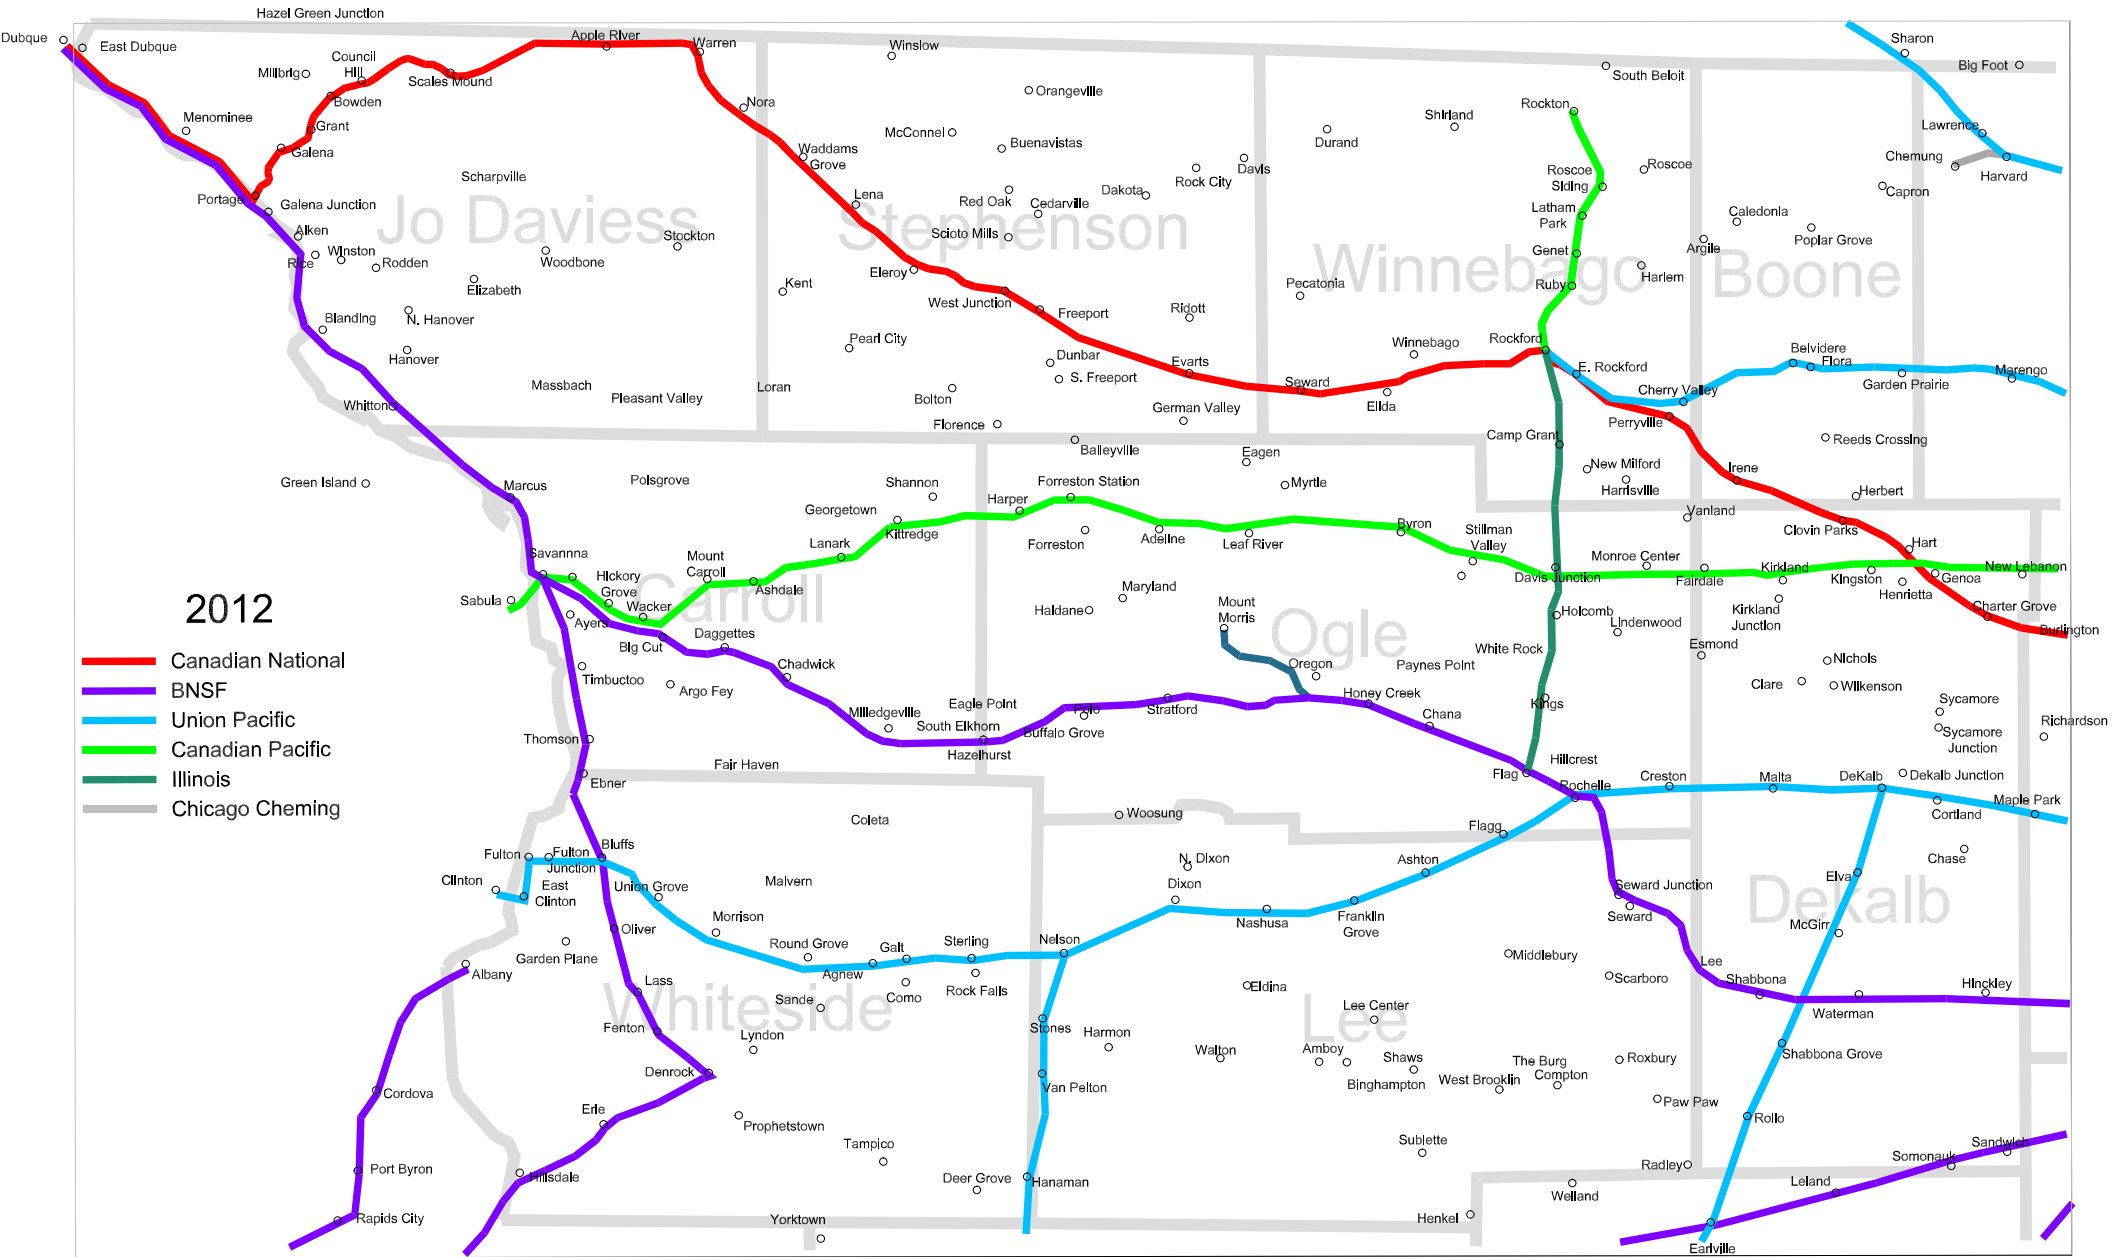 Hazel Green Junction
Dubque
East Dubque
Apple River
Warren
Winslow
Sharon
Big Foot
Council
Hill
Millbrig
Scales Mound
South Beloit
Bowden
Nora
Orangeville
Rockton
Menominee
Grant
Galena
McConnel
Buenavistas
Durand
Shirland
Lawrence
Waddams
Grove
Chemung
Harvard
Scharpville
Rock City
Davis
Roscoe
Siding
Roscoe
Capron
Portage
Galena Junction
Jo Daviess
Lena
Stephenson
Red Oak
Cedarville
Dakota
Latham
Park
Caledonia
Aiken
Stockton
Scioto Mills
Winnebago
Argile
Poplar Grove
Boone
Rice
Winston
Rodden
Woodbone
Genet
Elizabeth
Eleroy
Harlem
Kent
West Junction
Pecatonia
Ruby
Blanding
N. Hanover
Freeport
Ridott
Hanover
Pearl City
Dunbar
Evarts
Winnebago
Rockford
Belvidere
Flora
Massbach
Pleasant Valley
Loran
S. Freeport
Seward
E. Rockford
Garden Prairie
Marengo
Whitton
Bolton
German Valley
Elida
Cherry Valley
Florence
Perryville
Balleyville
Eagen
Camp Grant
Reeds Crossing
Green Island
Marcus
Polsgrove
Shannon
Forreston Station
Myrtle
New Milford
Harrisville
Irene
Georgetown
Harper
Herbert
Kittredge
Byron
Stillman
Valley
Vanland
Clovin Parks
Savannna
Mount
Carroll
Lanark
Forreston
Adeline
Leaf River
Monroe Center
Hart
Hickory
Grove
Ashdale
Davis Junction
Fairdale
Kirkland
Kingston
Genoa
New Lebanon
Sabula
Wacker
Carroll
Maryland
Henrietta
2012
Ayers
Haldane
Mount
Morris
Holcomb
Kirkland
Junction
Charter Grove
Big Cut
Daggettes
Ogle
Lindenwood
Burlington
Canadian National
Chadwick
Oregon
Paynes Point
White Rock
Esmond
Nichols
BNSF
Timbuctoo
Argo Fey
Honey Creek
Clare
Wilkenson
Union Pacific
Milledgeville
Eagle Point
Polo
Stratford
Chana
Kings
Sycamore
Richardson
Canadian Pacific
Thomson
South Elkhorn
Hazelhurst
Buffalo Grove
Sycamore
Junction
Illinois
Fair Haven
Hillcrest
Ebner
Flag
Rochelle
Creston
Malta
DeKalb
Dekalb Junction
Chicago Cheming
Maple Park
Coleta
Woosung
Flagg
Cortland
Fulton
Fulton
Junction
Bluffs
N. Dixon
Ashton
Chase
Clinton
East
Clinton
Union Grove
Malvern
Dixon
Seward Junction
Elva
Dekalb
Morrison
Nashusa
Franklin
Grove
Seward
McGirr
Oliver
Round Grove
Galt
Sterling
Nelson
Garden Plane
Agnew
Middlebury
Lee
Albany
Lass
Como
Rock Falls
Eldina
Scarboro
Shabbona
Hinckley
Whiteside
Sande
Lee Center
Lee
Waterman
Fenton
Lyndon
Stones
Harmon
Walton
Amboy
Shaws
The Burg
Compton
Roxbury
Shabbona Grove
Denrock
Van Pelton
Binghampton
West Brooklin
Cordova
Paw Paw
Erie
Prophetstown
Rollo
Tampico
Sublette
Sandwich
Port Byron
Hillsdale
Deer Grove
Hanaman
Radley
Somonauk
Welland
Leland
Rapids City
Yorktown
Henkel
Earlville